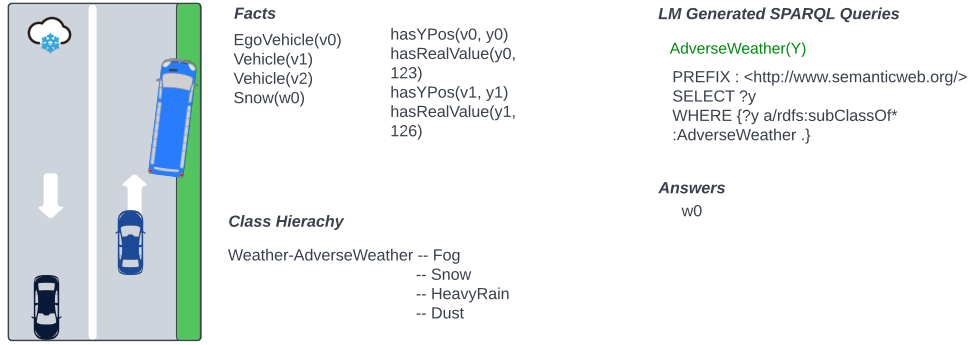 Facts
EgoVehicle(v0)
Vehicle(v1)
Vehicle(v2)
Snow(w0)
hasYPos(v0, y0)
hasRealValue(y0,
123)
hasYPos(v1, y1)
hasRealValue(y1,
126)
Class Hierachy
Weather-AdverseWeather -- Fog
-- Snow
-- HeavyRain
-- Dust
LM Generated SPARQL Queries
AdverseWeather(Y)
PREFIX : <http://www.semanticweb.org/>
SELECT ?y
WHERE {?y a/rdfs:subClassOf*
:AdverseWeather .}
Answers
w0